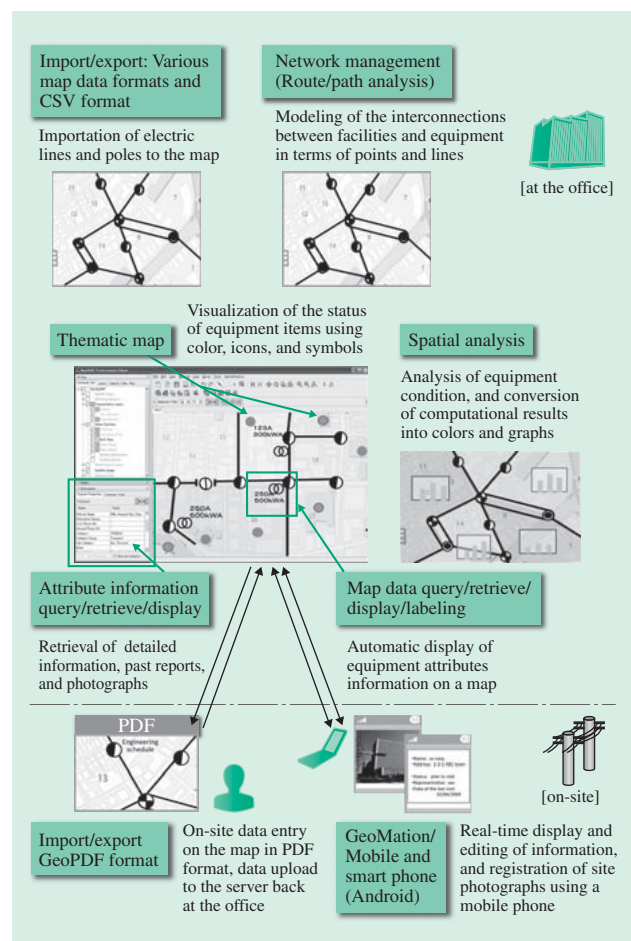 Import/export: Various
map data formats and
CSV format
Importation of electric
lines and poles to the map
Network management
(Route/path analysis)
Modeling of the interconnections
between facilities and equipment
in terms of points and lines
[at the office]
Thematic map
Visualization of the status
of equipment items using
color, icons, and symbols
Spatial analysis
Analysis of equipment
condition, and conversion
of computational results
into colors and graphs
Attribute information
query/retrieve/display
Retrieval of detailed
information, past reports,
and photographs
Map data query/retrieve/
display/labeling
Automatic display of
equipment attributes
information on a map
PDF
Engineering
schedule
13
Import/export
GeoPDF format
On-site data entry
on the map in PDF
format, data upload
to the server back
at the office
GeoMation/
Mobile and
smart phone
(Android)
Real-time display and
editing of information,
and registration of site
photographs using a
mobile phone
[on-site]